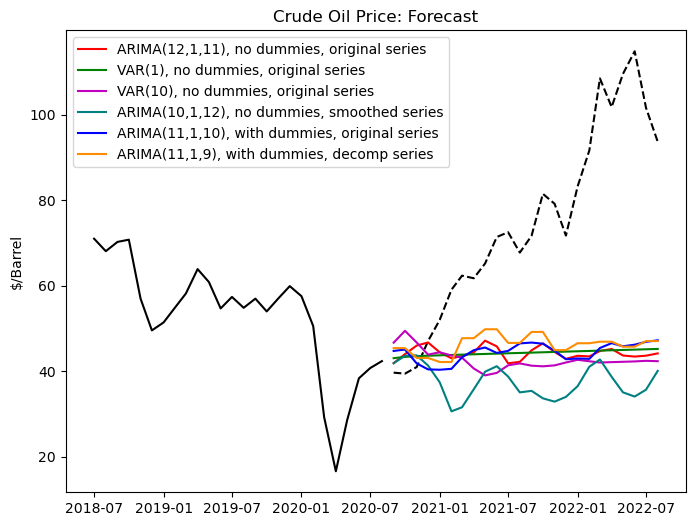 Crude Oil Price: Forecast
ARIMA(12,1,11), no dummies, original series
VAR(1), no dummies, original series
VAR(10), no dummies, original series
ARIMA(10,1,12), no dummies, smoothed series
ARIMA(11,1,10), with dummies, original series
ARIMA(11,1,9), with dummies, decomp series
$/Barrel
100
80
60
40
20
2018-07 2019-01 2019-07 2020-01 2020-07 2021-01 2021-07 2022-01 2022-07